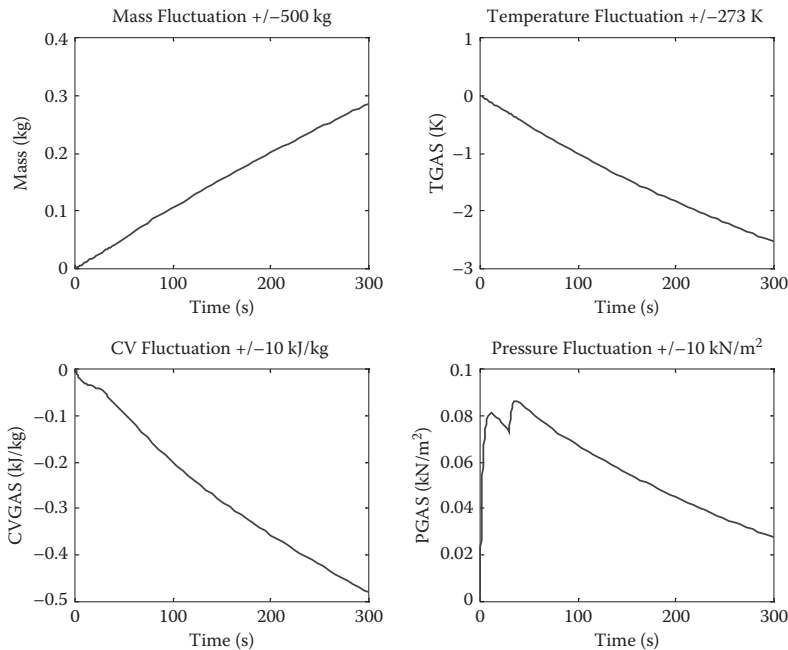 Mass Fluctuation +/−500 kg
0.4
0.3
0.2
0.1
0
Mass (kg)
0 100 200 300
Time (s)
Temperature Fluctuation +/−273 K
1
0
−1
−2
−3
TGAS (K)
0 100 200 300
Time (s)
CV Fluctuation +/−10 kJ/kg
0
−0.1
−0.2
−0.3
−0.4
−0.5
CVGAS (kJ/kg)
0 100 200 300
Time (s)
Pressure Fluctuation +/−10 kN/m²
0.1
0.08
0.06
0.04
0.02
0
PGAS (kN/m²)
0 100 200 300
Time (s)